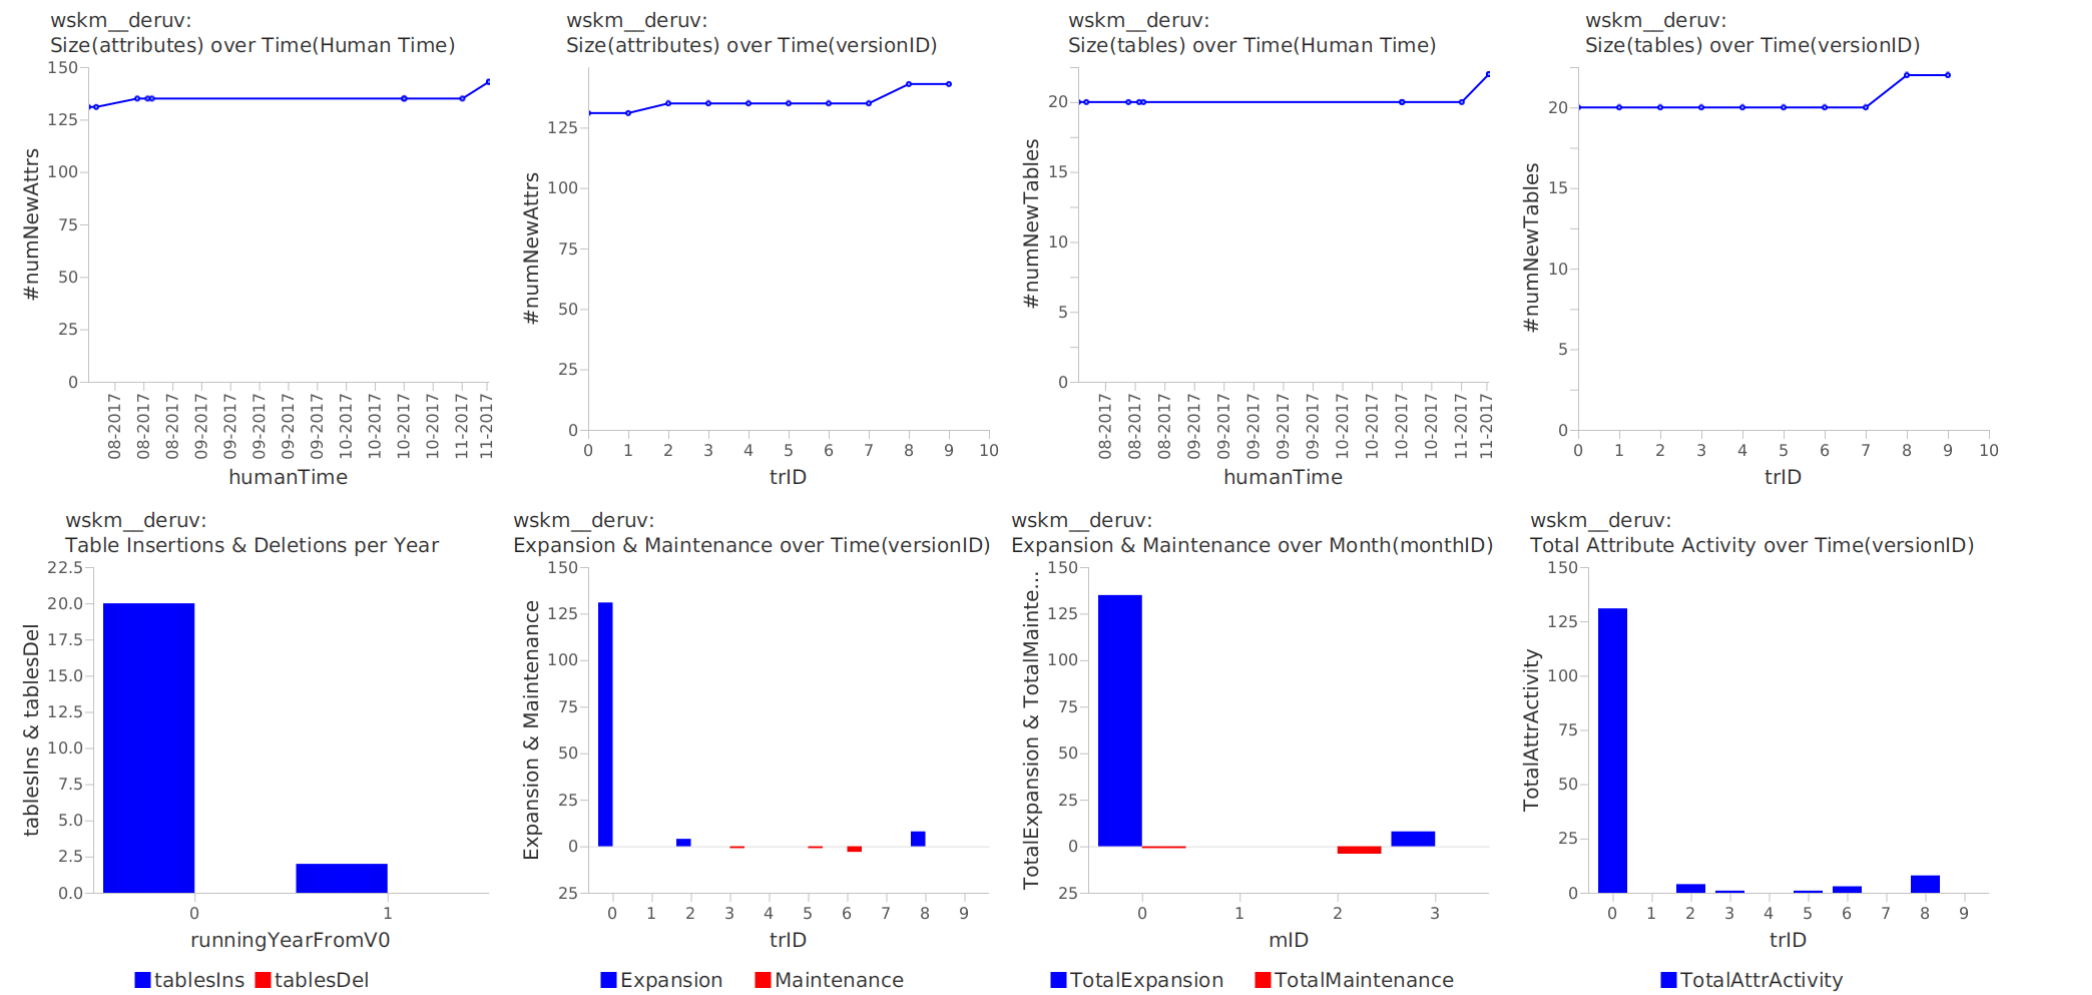 wskm__deruv:
Size(attributes) over Time(Human Time)
150
125
100
75
50
25
0
#numNewAttrs
08-2017
08-2017
08-2017
09-2017
09-2017
09-2017
09-2017
09-2017
10-2017
10-2017
10-2017
10-2017
11-2017
11-2017
humanTime
wskm__deruv:
Size(attributes) over Time(versionID)
125
100
75
50
25
0
#numNewAttrs
0 1 2 3 4 5 6 7 8 9 10
trID
wskm__deruv:
Size(tables) over Time(Human Time)
20
15
10
5
0
#numNewTables
08-2017
08-2017
08-2017
09-2017
09-2017
09-2017
09-2017
09-2017
10-2017
10-2017
10-2017
10-2017
11-2017
11-2017
humanTime
wskm__deruv:
Size(tables) over Time(versionID)
20
15
10
5
0
#numNewTables
0 1 2 3 4 5 6 7 8 9 10
trID
wskm__deruv:
Table Insertions & Deletions per Year
22.5
20.0
17.5
15.0
12.5
10.0
7.5
5.0
2.5
0.0
tablesIns & tablesDel
0 1
runningYearFromV0
tablesIns tablesDel
wskm__deruv:
Expansion & Maintenance over Time(versionID)
150
125
100
75
50
25
0
25
Expansion & Maintenance
0 1 2 3 4 5 6 7 8 9
trID
Expansion Maintenance
wskm__deruv:
Expansion & Maintenance over Month(monthID)
150
125
100
75
50
25
0
25
TotalExpansion & TotalMainte...
0 1 2 3
mID
TotalExpansion TotalMaintenance
wskm__deruv:
Total Attribute Activity over Time(versionID)
150
125
100
75
50
25
0
TotalAttrActivity
0 1 2 3 4 5 6 7 8 9
trID
TotalAttrActivity